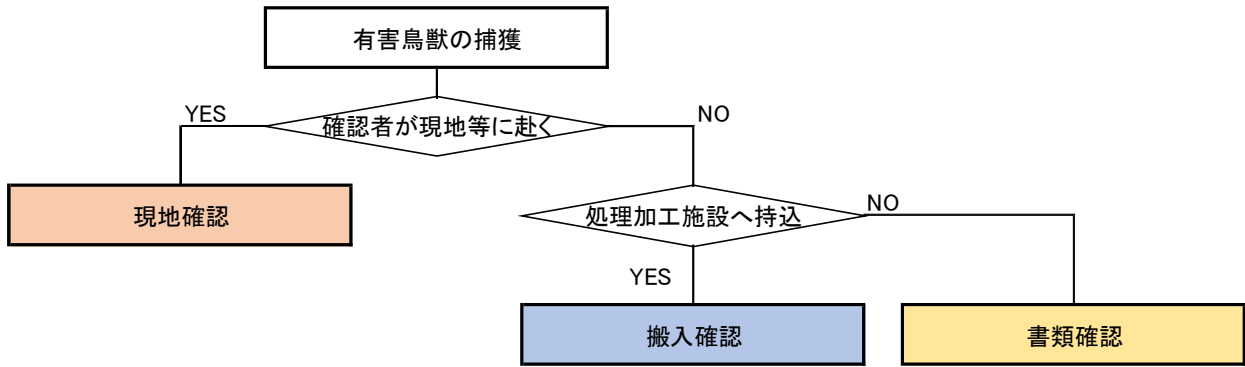 有害鳥獣の捕獲
YES
確認者が現地等に赴く
NO
現地確認
処理加工施設へ持込
NO
YES
搬入確認
書類確認